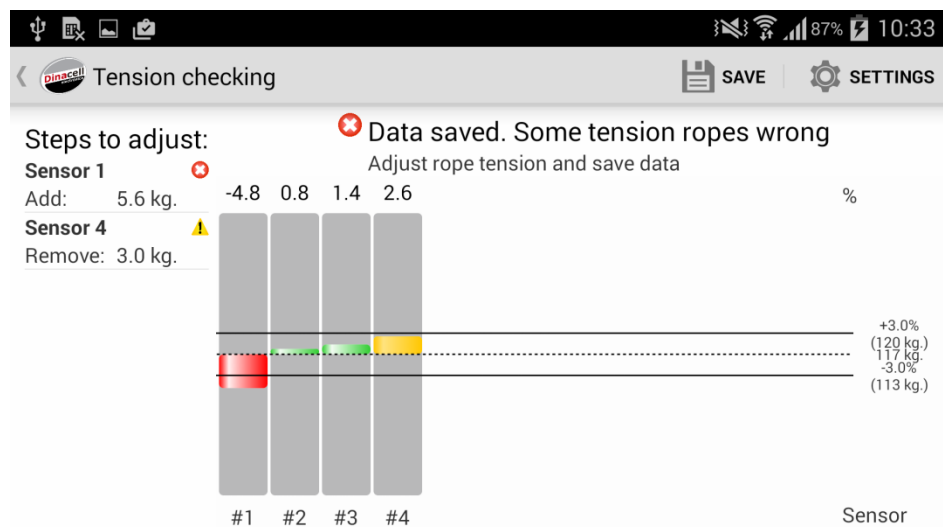 87% 10:33
Dinacell Tension checking SAVE SETTINGS
Steps to adjust:
Sensor 1
Add: 5.6 kg.
Sensor 4
Remove: 3.0 kg.
Data saved. Some tension ropes wrong
Adjust rope tension and save data
-4.8 0.8 1.4 2.6 %
+3.0%
(120 kg.)
117 kg.
-3.0%
(113 kg.)
#1 #2 #3 #4 Sensor